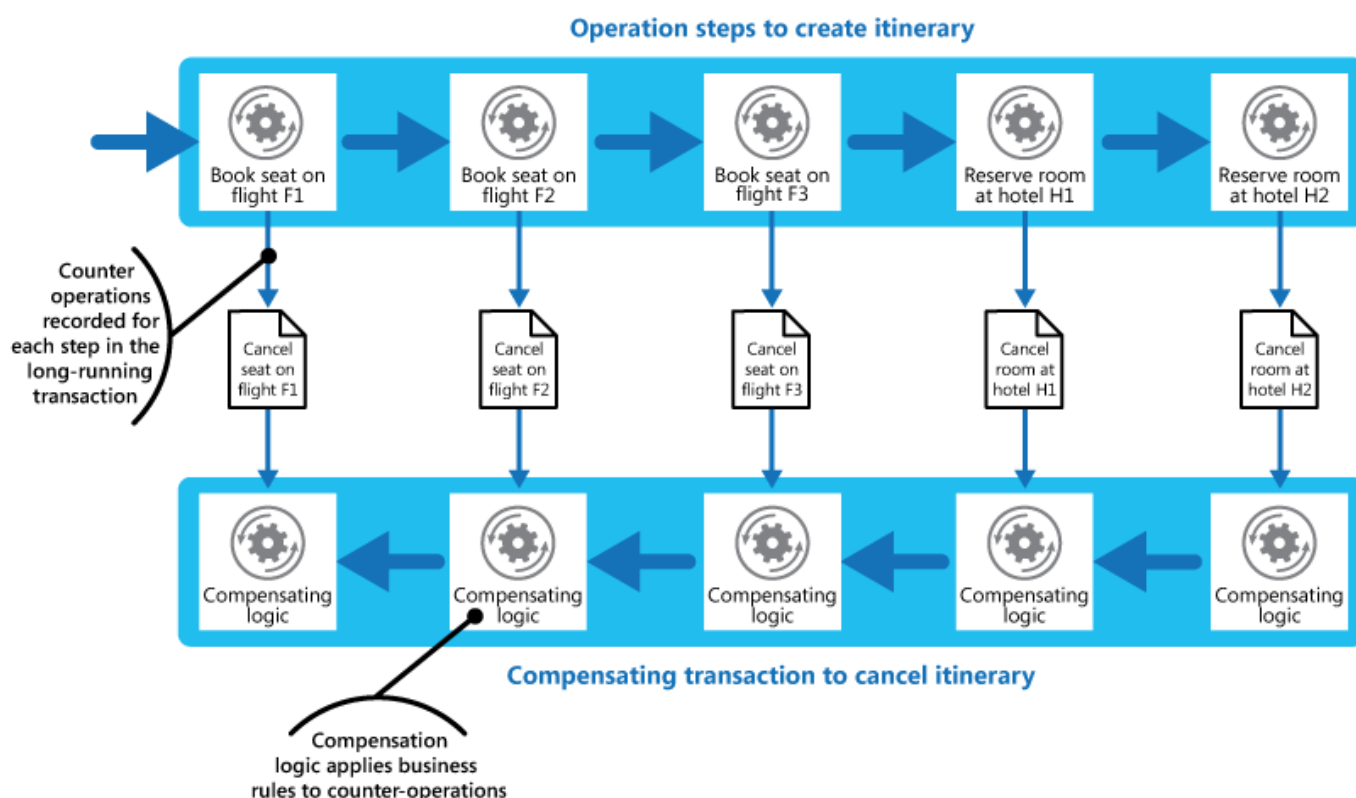 Operation steps to create itinerary
Book seat on
flight F1
Book seat on
flight F2
Book seat on
flight F3
Reserve room
at hotel H1
Reserve room
at hotel H2
Counter
operations
recorded for
each step in the
long-running
transaction
Cancel
seat on
flight F1
Cancel
seat on
flight F2
Cancel
seat on
flight F3
Cancel
room at
hotel H1
Cancel
room at
hotel H2
Compensating
logic
Compensating
logic
Compensating
logic
Compensating
logic
Compensating
logic
Compensating transaction to cancel itinerary
Compensation
logic applies business
rules to counter-operations